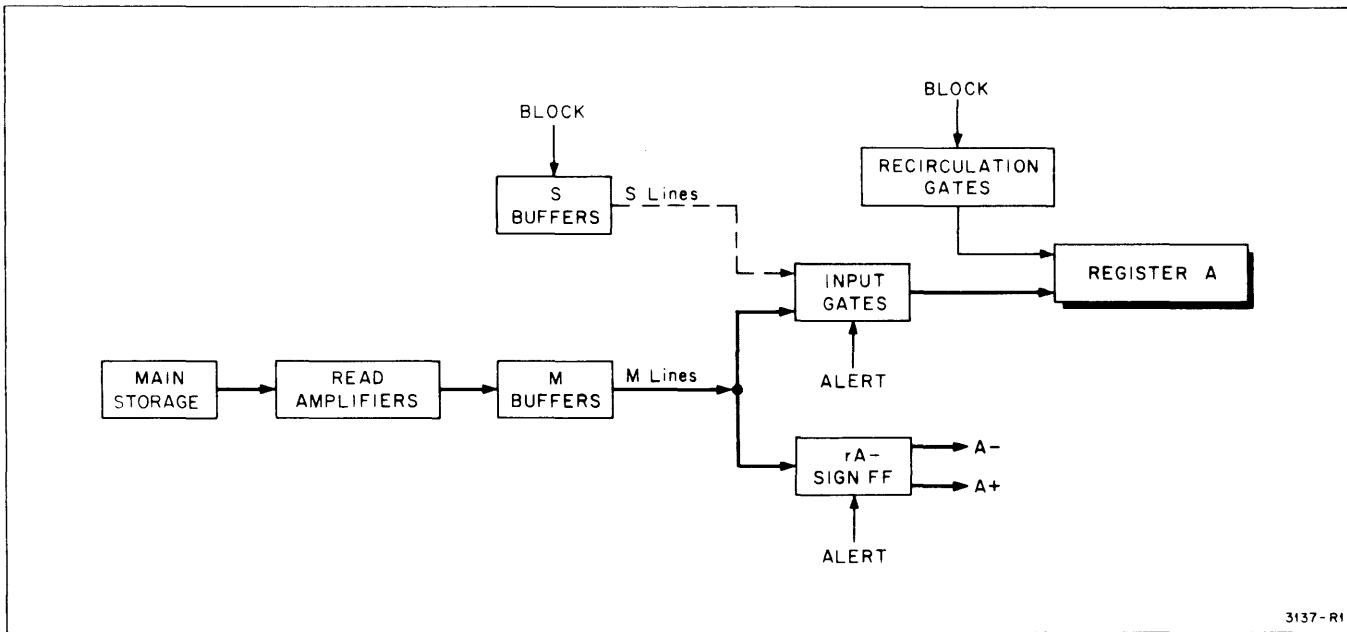 BLOCK
BLOCK
S
BUFFERS
S Lines
RECIRCULATION
GATES
INPUT
GATES
REGISTER A
ALERT
MAIN
STORAGE
READ
AMPLIFIERS
M
BUFFERS
M Lines
rA-
SIGN FF
A-
A+
ALERT
3137-R1